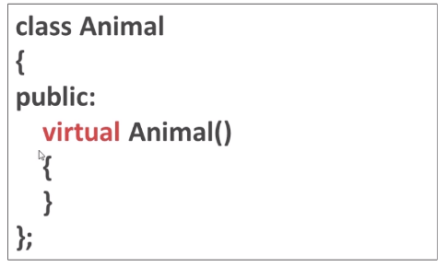 class Animal
{
public:
virtual Animal()
{
}
};